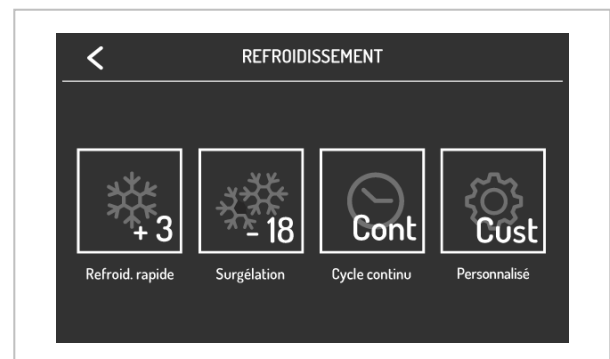 REFROIDISSEMENT
+ 3
- 18
Cont
Cust
Refroid. rapide
Surgélation
Cycle continu
Personnalisé